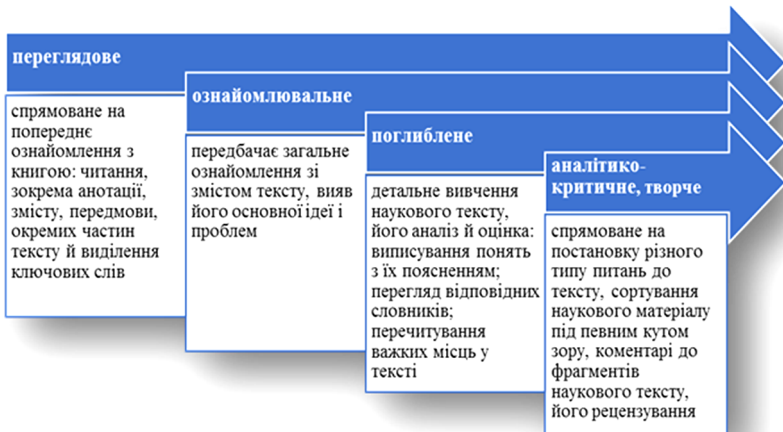 переглядове
спрямоване на
попереднє
ознайомлення з
книгою: читання,
зокрема анотації,
змісту, передмови,
окремих частин
тексту й виділення
ключових слів
ознайомлювальне
передбачає загальне
ознайомлення зі
змістом тексту, вияв
його основної ідеї і
проблем
поглиблене
детальне вивчення
наукового тексту,
його аналіз й оцінка:
виписування понять
з їх поясненням;
перегляд відповідних
словників;
перечитування
важких місць у
тексті
аналітико-
критичне, творче
спрямоване на
постановку різного
типу питань до
тексту, сортування
наукового матеріалу
під певним кутом
зору, коментарі до
фрагментів
наукового тексту,
його рецензування